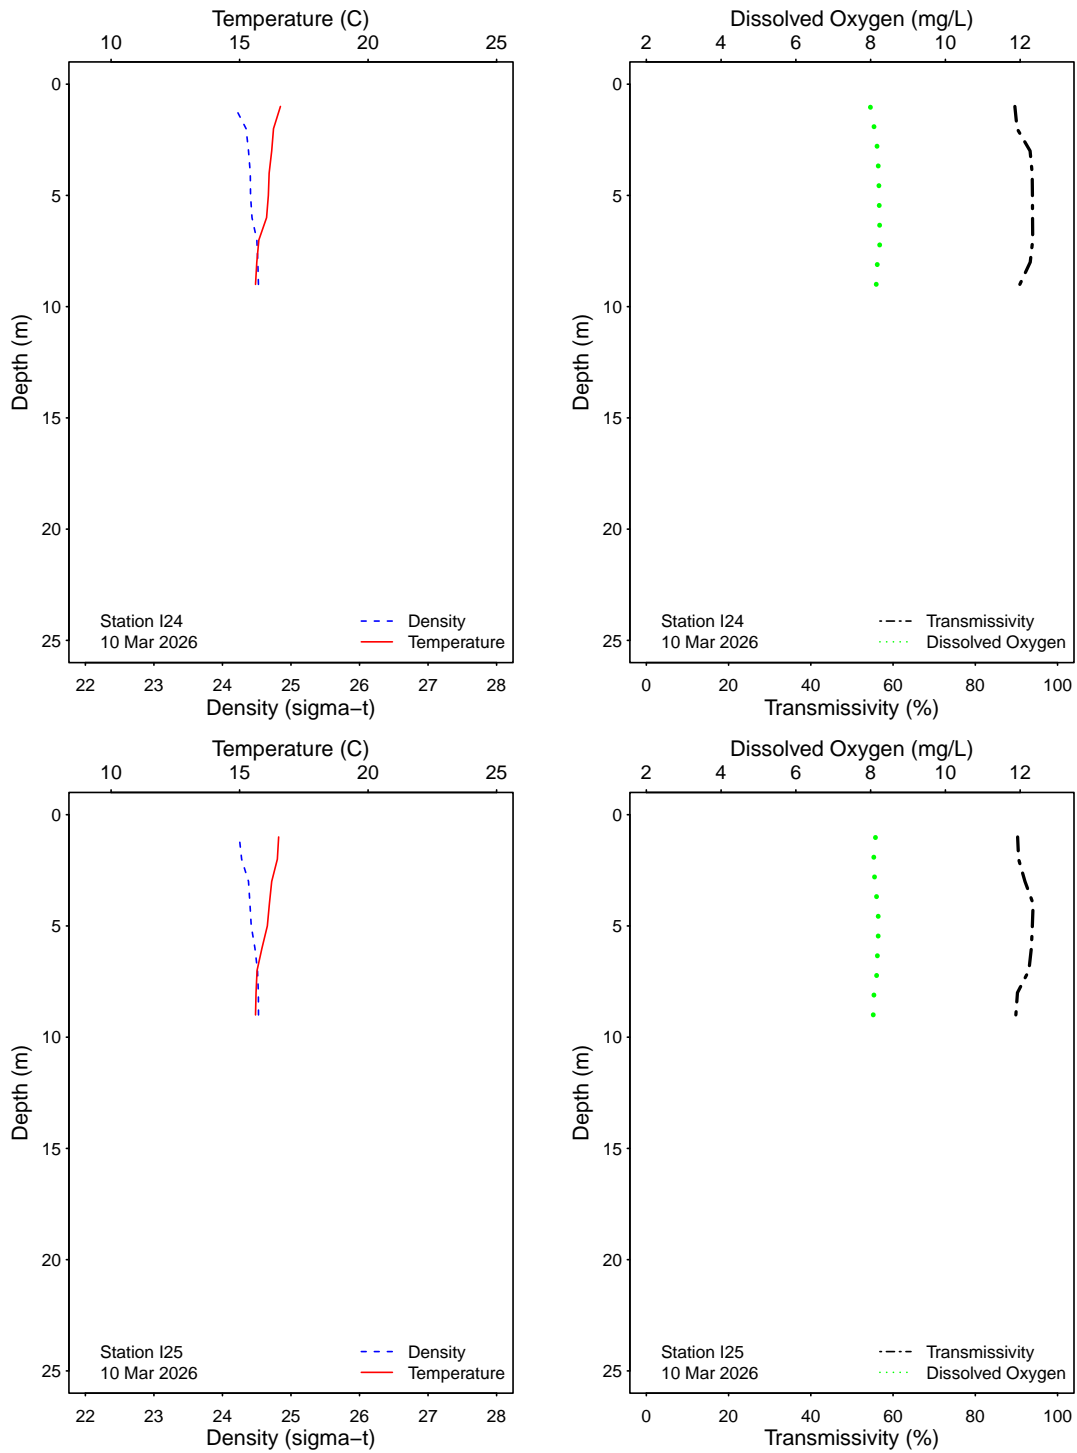 Temperature (C)
10 15 20 25
0
5
10
15
20
25
Depth (m)
Station I24
10 Mar 2026
Density
Temperature
22 23 24 25 26 27 28
Density (sigma−t)
Dissolved Oxygen (mg/L)
2 4 6 8 10 12
0
5
10
15
20
25
Depth (m)
Station I24
10 Mar 2026
Transmissivity
Dissolved Oxygen
0 20 40 60 80 100
Transmissivity (%)
Temperature (C)
10 15 20 25
0
5
10
15
20
25
Depth (m)
Station I25
10 Mar 2026
Density
Temperature
22 23 24 25 26 27 28
Density (sigma−t)
Dissolved Oxygen (mg/L)
2 4 6 8 10 12
0
5
10
15
20
25
Depth (m)
Station I25
10 Mar 2026
Transmissivity
Dissolved Oxygen
0 20 40 60 80 100
Transmissivity (%)